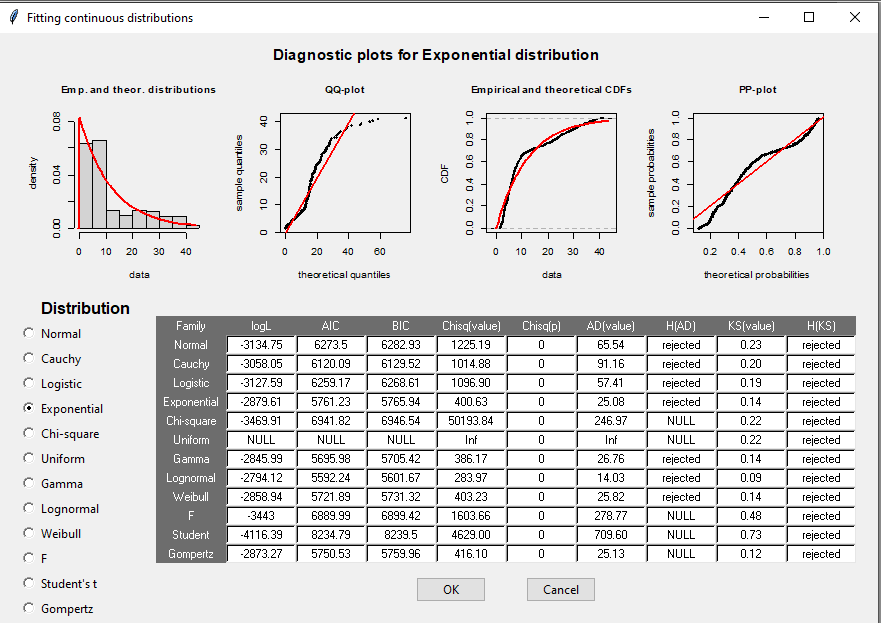 Fitting continuous distributions
Diagnostic plots for Exponential distribution
Emp. and theor. distributions
density
0.00 0.04 0.08
0 10 20 30 40
data
QQ-plot
sample quantiles
0 10 20 30 40
0 20 40 60
theoretical quantiles
Empirical and theoretical CDFs
CDF
0.0 0.2 0.4 0.6 0.8 1.0
0 10 20 30 40
data
PP-plot
sample probabilities
0.0 0.2 0.4 0.6 0.8 1.0
0.2 0.4 0.6 0.8 1.0
theoretical probabilities
Distribution
Normal
Cauchy
Logistic
Exponential
Chi-square
Uniform
Gamma
Lognormal
Weibull
F
Student's t
Gompertz
Family logL AIC BIC Chisq(value) Chisq(p) AD(value) H(AD) KS(value) H(KS)
Normal -3134.75 6273.5 6282.93 1225.19 0 65.54 rejected 0.23 rejected
Cauchy -3058.05 6120.09 6129.52 1014.88 0 91.16 rejected 0.20 rejected
Logistic -3127.59 6259.17 6268.61 1096.90 0 57.41 rejected 0.19 rejected
Exponential -2879.61 5761.23 5765.94 400.63 0 25.08 rejected 0.14 rejected
Chi-square -3469.91 6941.82 6946.54 50193.84 0 246.97 NULL 0.22 rejected
Uniform NULL NULL NULL Inf 0 Inf NULL 0.22 rejected
Gamma -2845.99 5695.98 5705.42 386.17 0 26.76 rejected 0.14 rejected
Lognormal -2794.12 5592.24 5601.67 283.97 0 14.03 rejected 0.09 rejected
Weibull -2858.94 5721.89 5731.32 403.23 0 25.82 rejected 0.14 rejected
F -3443 6889.99 6899.42 1603.66 0 278.77 NULL 0.48 rejected
Student -4116.39 8234.79 8239.5 4629.00 0 709.60 NULL 0.73 rejected
Gompertz -2873.27 5750.53 5759.96 416.10 0 25.13 NULL 0.12 rejected
OK Cancel